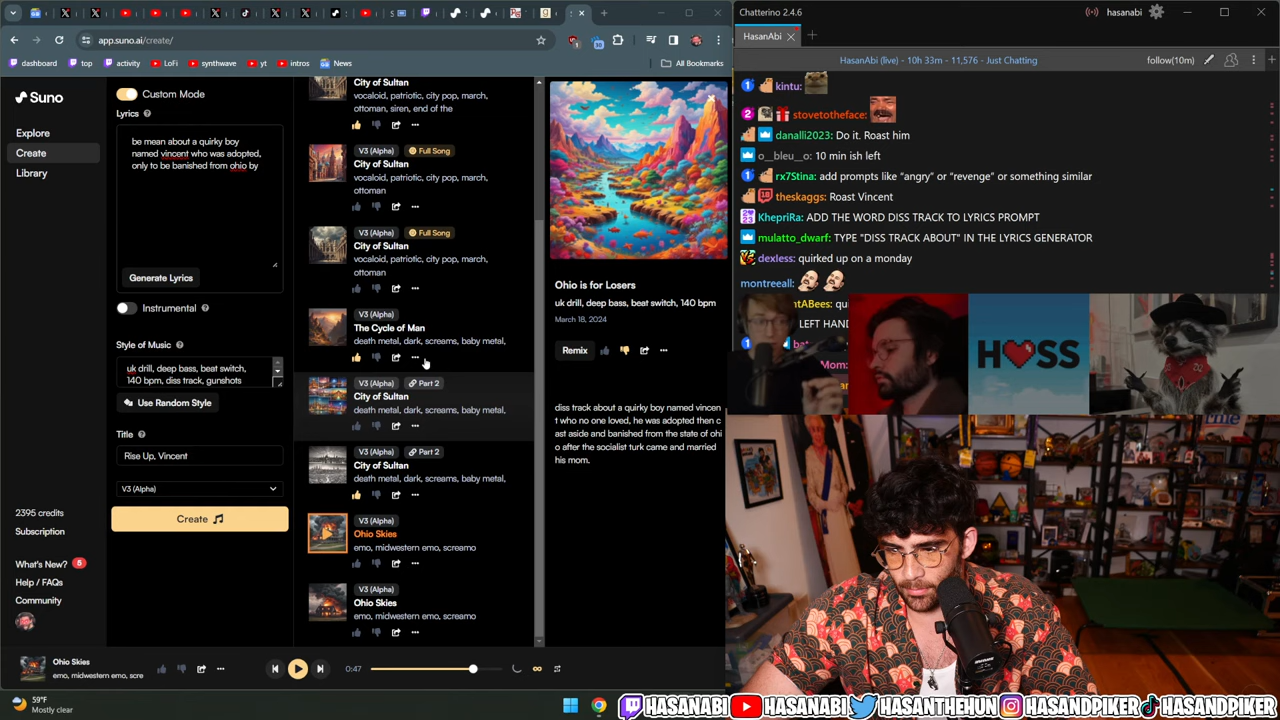 app.suno.ai/create/
dashboard
top
activity
LoFi
synthwave
yt
intros
News
All Bookmarks
Suno
Explore
Create
Library
2395 credits
Subscription
What's New?
6
Help / FAQs
Community
Custom Mode
Lyrics
be mean about a quirky boy
named vincent who was adopted,
only to be banished from ohio by
Generate Lyrics
Instrumental
Style of Music
uk drill, deep bass, beat switch,
140 bpm, diss track, gunshots
Use Random Style
Title
Rise Up, Vincent
V3 (Alpha)
Create
City of Sultan
vocaloid, patriotic, city pop, march,
ottoman, siren, end of the
V3 (Alpha) Full Song
City of Sultan
vocaloid, patriotic, city pop, march,
ottoman
V3 (Alpha) Full Song
City of Sultan
vocaloid, patriotic, city pop, march,
ottoman
V3 (Alpha)
The Cycle of Man
death metal, dark, screams, baby metal,
V3 (Alpha) Part 2
City of Sultan
death metal, dark, screams, baby metal,
V3 (Alpha) Part 2
City of Sultan
death metal, dark, screams, baby metal,
V3 (Alpha)
Ohio Skies
emo, midwestern emo, screamo
V3 (Alpha)
Ohio Skies
emo, midwestern emo, screamo
Ohio is for Losers
uk drill, deep bass, beat switch, 140 bpm
March 18, 2024
Remix
diss track about a quirky boy named vincen
t who no one loved, he was adopted then c
ast aside and banished from the state of ohi
o after the socialist turk came and married
his mom.
Ohio Skies
emo, midwestern emo, scre
0:47
59°F
Mostly clear
Chatterino 2.4.6
hasanabi
HasanAbi
HasanAbi (live) - 10h 33m - 11,576 - Just Chatting
follow(10m)
kintu:
stovetotheface:
danalli2023: Do it. Roast him
o__bleu__o: 10 min ish left
rx7Stina: add prompts like "angry" or "revenge" or something similar
theskaggs: Roast Vincent
KhepriRa: ADD THE WORD DISS TRACK TO LYRICS PROMPT
mulatto_dwarf: TYPE "DISS TRACK ABOUT" IN THE LYRICS GENERATOR
dexless: quirked up on a monday
montreeall:
ntABees:
LEFT HAND
Mom:
H SS
HASANABI
HASANABI
HASANTHEHUN
HASANDPIKER
HASANDPIKER